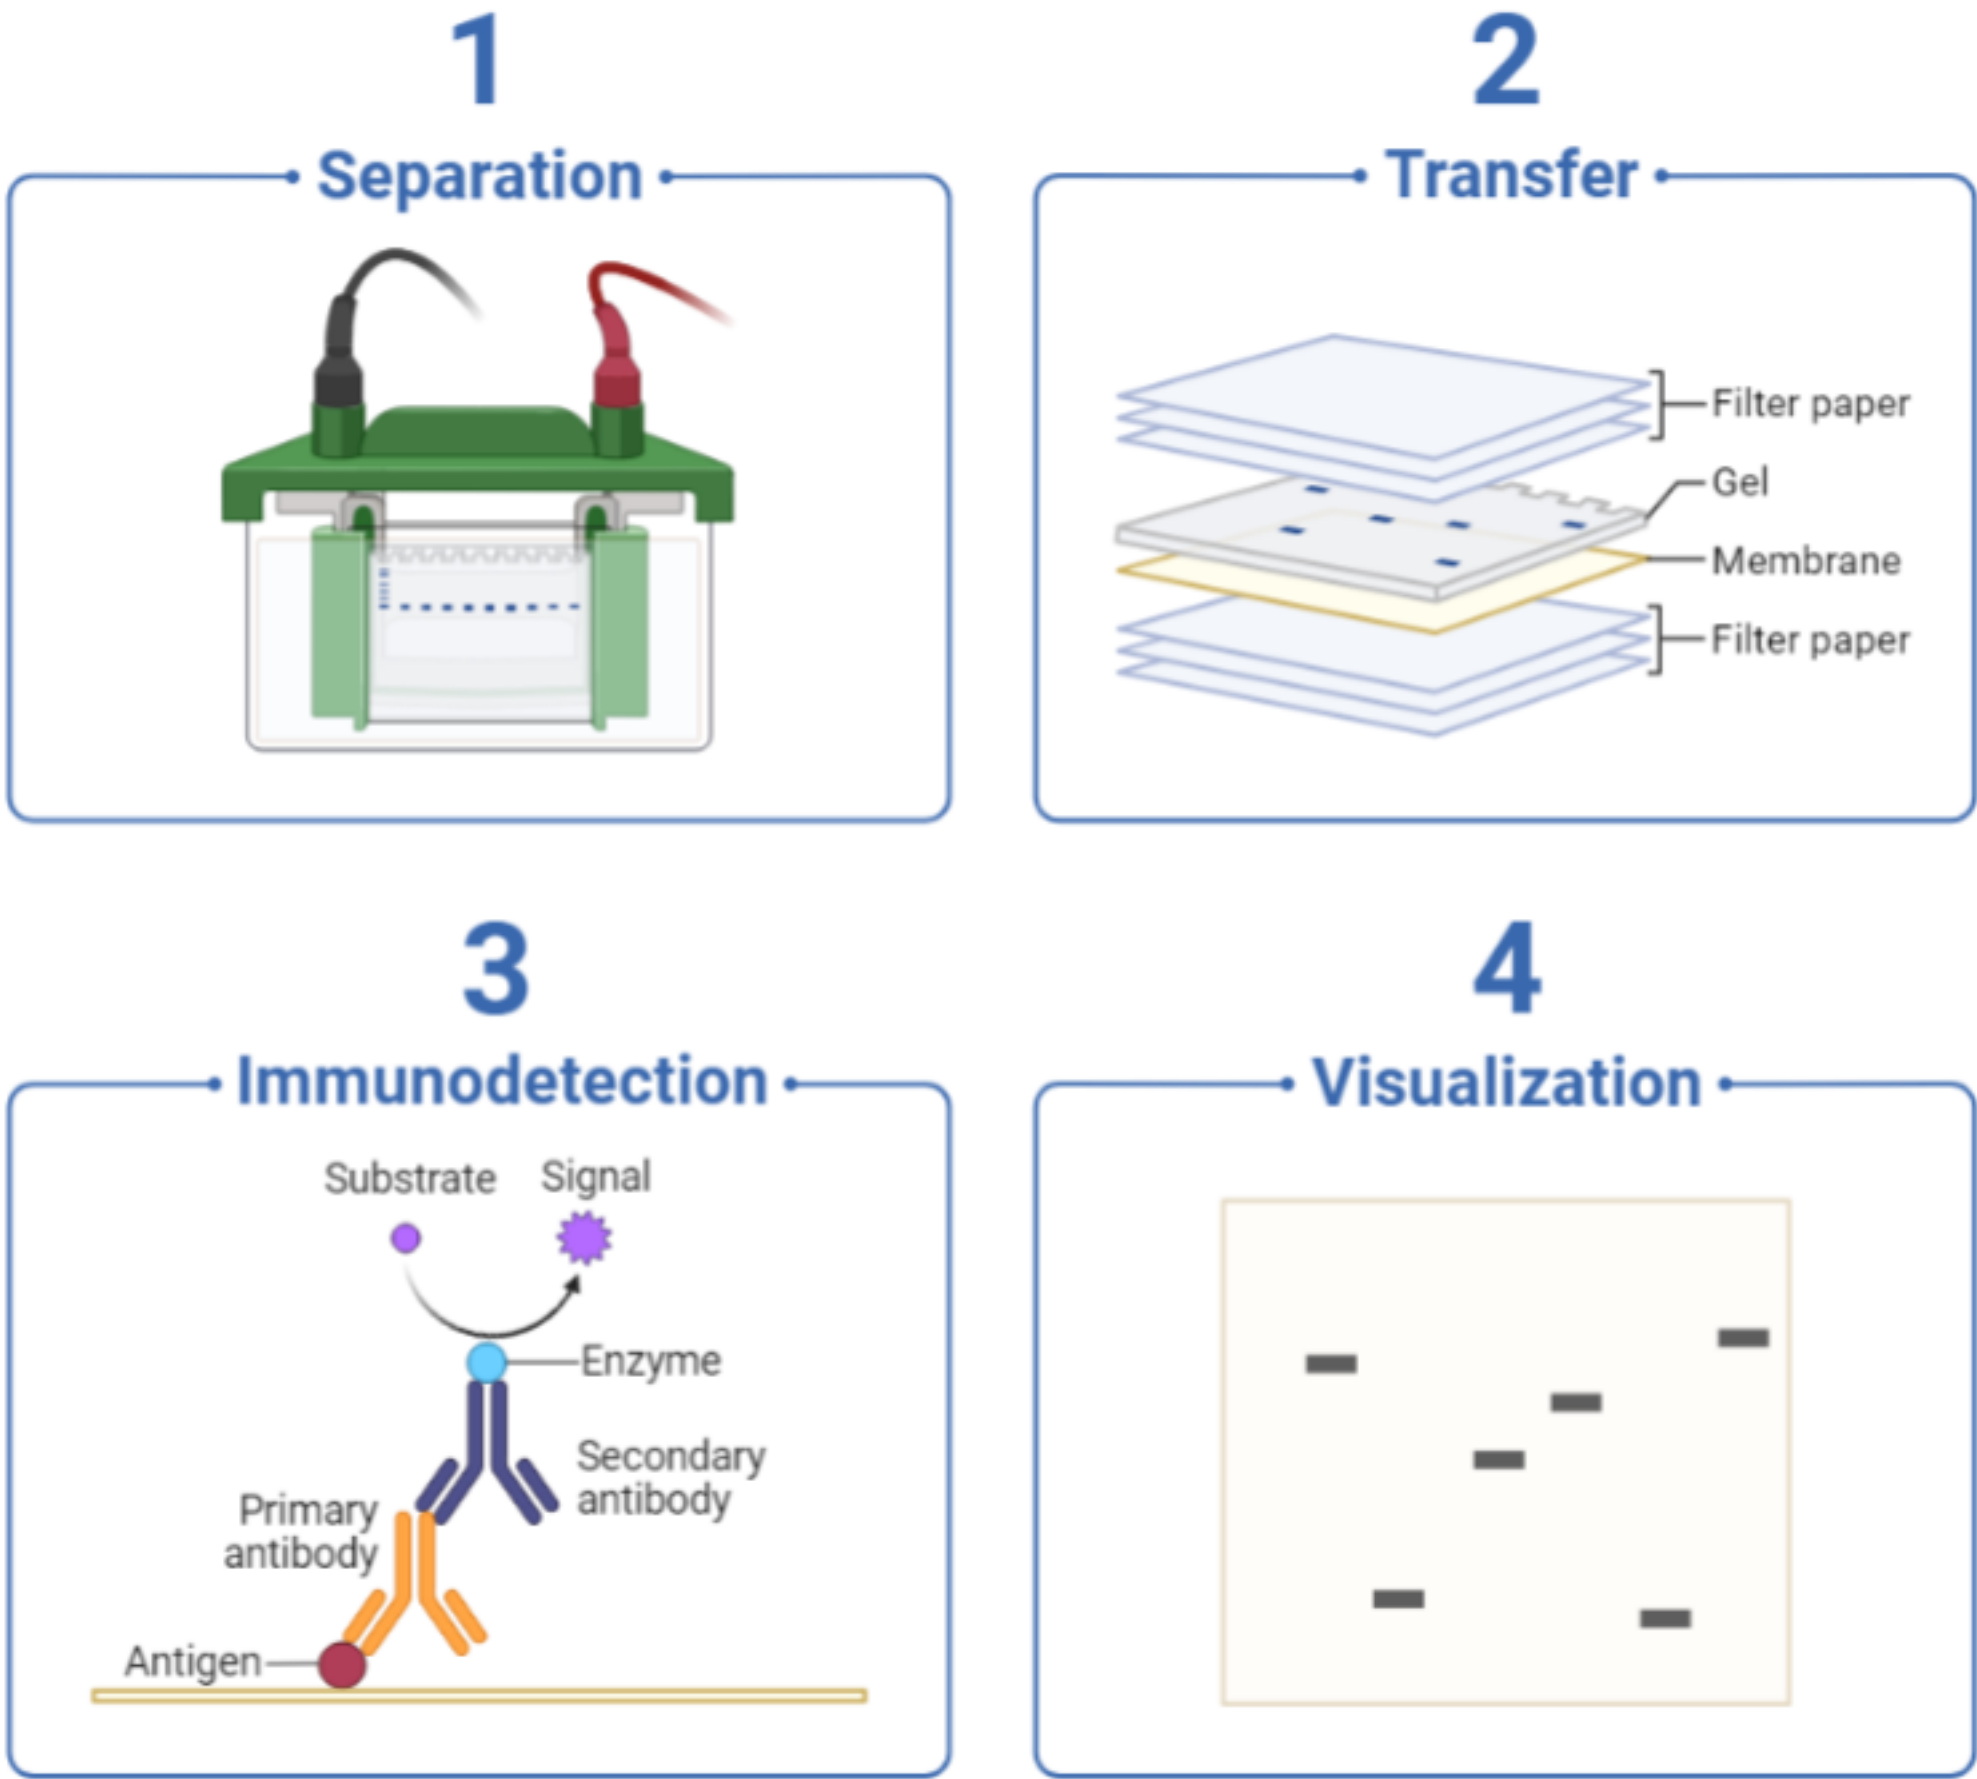 1
Separation
2
Transfer
Filter paper
Gel
Membrane
Filter paper
3
Immunodetection
Substrate
Signal
Enzyme
Secondary
antibody
Primary
antibody
Antigen
4
Visualization